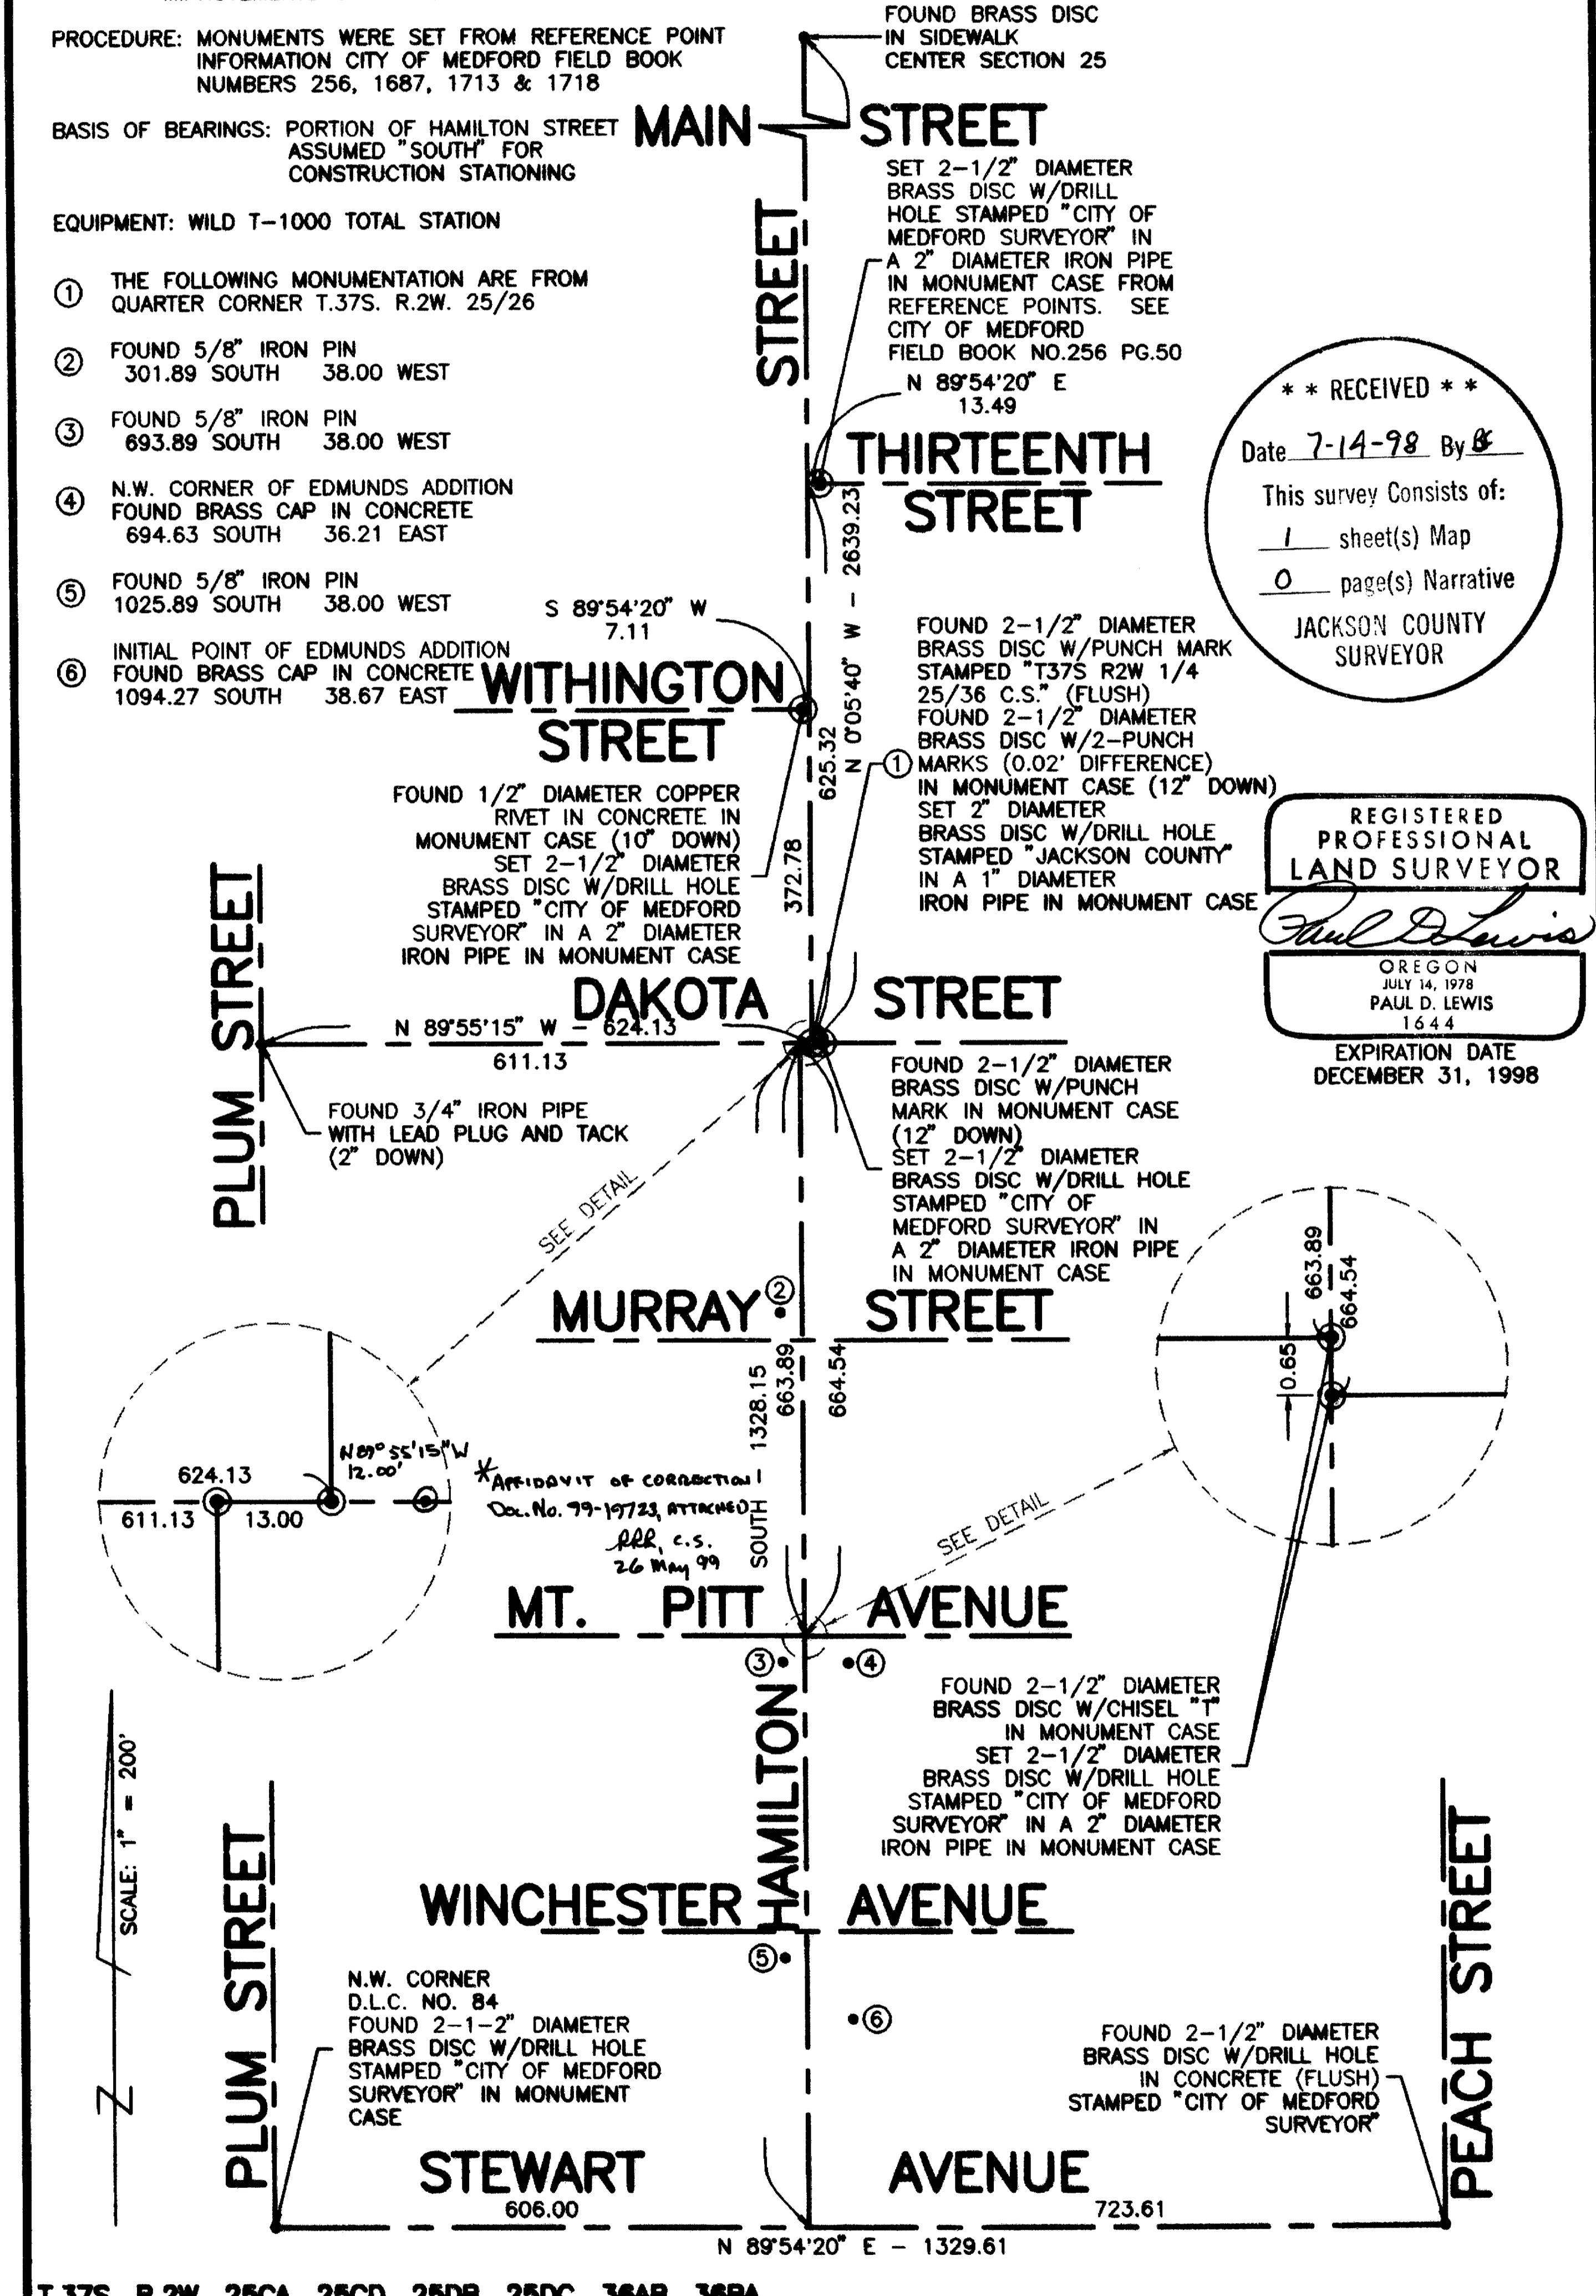 PROCEDURE: MONUMENTS WERE SET FROM REFERENCE POINT
INFORMATION CITY OF MEDFORD FIELD BOOK
NUMBERS 256, 1687, 1713 & 1718
BASIS OF BEARINGS: PORTION OF HAMILTON STREET
ASSUMED "SOUTH" FOR
CONSTRUCTION STATIONING
EQUIPMENT: WILD T-1000 TOTAL STATION
① THE FOLLOWING MONUMENTATION ARE FROM
QUARTER CORNER T.37S. R.2W. 25/26
② FOUND 5/8" IRON PIN
301.89 SOUTH 38.00 WEST
③ FOUND 5/8" IRON PIN
693.89 SOUTH 38.00 WEST
④ N.W. CORNER OF EDMUNDS ADDITION
FOUND BRASS CAP IN CONCRETE
694.63 SOUTH 36.21 EAST
⑤ FOUND 5/8" IRON PIN
1025.89 SOUTH 38.00 WEST
⑥ INITIAL POINT OF EDMUNDS ADDITION
FOUND BRASS CAP IN CONCRETE
1094.27 SOUTH 38.67 EAST
FOUND BRASS DISC
IN SIDEWALK
CENTER SECTION 25
MAIN STREET
STREET
SET 2-1/2" DIAMETER
BRASS DISC W/DRILL
HOLE STAMPED "CITY OF
MEDFORD SURVEYOR" IN
A 2" DIAMETER IRON PIPE
IN MONUMENT CASE FROM
REFERENCE POINTS. SEE
CITY OF MEDFORD
FIELD BOOK NO.256 PG.50
N 89°54'20" E
13.49
THIRTEENTH
STREET
* * RECEIVED * *
Date 7-14-98 By
This survey Consists of:
1 sheet(s) Map
0 page(s) Narrative
JACKSON COUNTY
SURVEYOR
N 0°05'40" W - 2639.23
625.32
372.78
S 89°54'20" W
7.11
WITHINGTON
STREET
FOUND 1/2" DIAMETER COPPER
RIVET IN CONCRETE IN
MONUMENT CASE (10" DOWN)
SET 2-1/2" DIAMETER
BRASS DISC W/DRILL HOLE
STAMPED "CITY OF MEDFORD
SURVEYOR" IN A 2" DIAMETER
IRON PIPE IN MONUMENT CASE
FOUND 2-1/2" DIAMETER
BRASS DISC W/PUNCH MARK
STAMPED "T37S R2W 1/4
25/36 C.S." (FLUSH)
FOUND 2-1/2" DIAMETER
BRASS DISC W/2-PUNCH
① MARKS (0.02' DIFFERENCE)
IN MONUMENT CASE (12" DOWN)
SET 2" DIAMETER
BRASS DISC W/DRILL HOLE
STAMPED "JACKSON COUNTY"
IN A 1" DIAMETER
IRON PIPE IN MONUMENT CASE
REGISTERED
PROFESSIONAL
LAND SURVEYOR
Paul D Lewis
OREGON
JULY 14, 1978
PAUL D. LEWIS
1644
EXPIRATION DATE
DECEMBER 31, 1998
PLUM STREET
DAKOTA STREET
N 89°55'15" W - 624.13
611.13
FOUND 3/4" IRON PIPE
WITH LEAD PLUG AND TACK
(2" DOWN)
FOUND 2-1/2" DIAMETER
BRASS DISC W/PUNCH
MARK IN MONUMENT CASE
(12" DOWN)
SET 2-1/2" DIAMETER
BRASS DISC W/DRILL HOLE
STAMPED "CITY OF
MEDFORD SURVEYOR" IN
A 2" DIAMETER IRON PIPE
IN MONUMENT CASE
SEE DETAIL
MURRAY ② STREET
SOUTH 1328.15
663.89
664.54
663.89
664.54
0.65
624.13
N 89° 55' 15" W
12.00'
611.13 13.00
* AFFIDAVIT OF CORRECTION
Doc. No. 99-19723, ATTACHED
RRR, C.S.
26 May 99
SEE DETAIL
MT. PITT AVENUE
③ ④
HAMILTON
FOUND 2-1/2" DIAMETER
BRASS DISC W/CHISEL "T"
IN MONUMENT CASE
SET 2-1/2" DIAMETER
BRASS DISC W/DRILL HOLE
STAMPED "CITY OF MEDFORD
SURVEYOR" IN A 2" DIAMETER
IRON PIPE IN MONUMENT CASE
SCALE: 1" = 200'
N
PLUM STREET
WINCHESTER AVENUE
⑤
⑥
N.W. CORNER
D.L.C. NO. 84
FOUND 2-1-2" DIAMETER
BRASS DISC W/DRILL HOLE
STAMPED "CITY OF MEDFORD
SURVEYOR" IN MONUMENT
CASE
FOUND 2-1/2" DIAMETER
BRASS DISC W/DRILL HOLE
IN CONCRETE (FLUSH)
STAMPED "CITY OF MEDFORD
SURVEYOR"
PEACH STREET
STEWART AVENUE
606.00 723.61
N 89°54'20" E - 1329.61
T.37S. R.2W. 25CA, 25CD, 25DB, 25DC, 36AB, 36BA